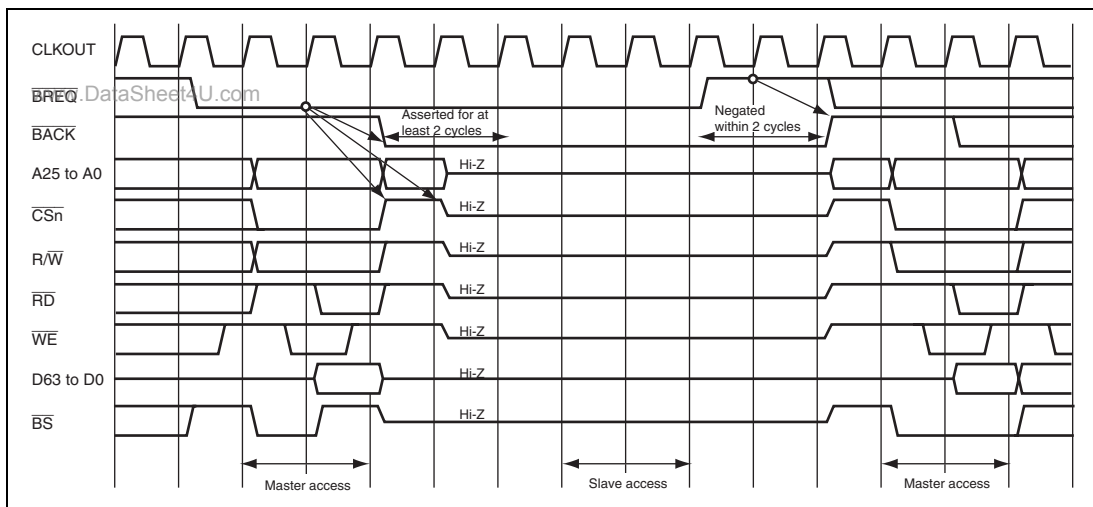 CLKOUT
BREQ
www.DataSheet4U.com
BACK
Asserted for at
least 2 cycles
Negated
within 2 cycles
A25 to A0
Hi-Z
CSn
Hi-Z
R/W
Hi-Z
RD
Hi-Z
WE
Hi-Z
D63 to D0
Hi-Z
BS
Hi-Z
Master access
Slave access
Master access